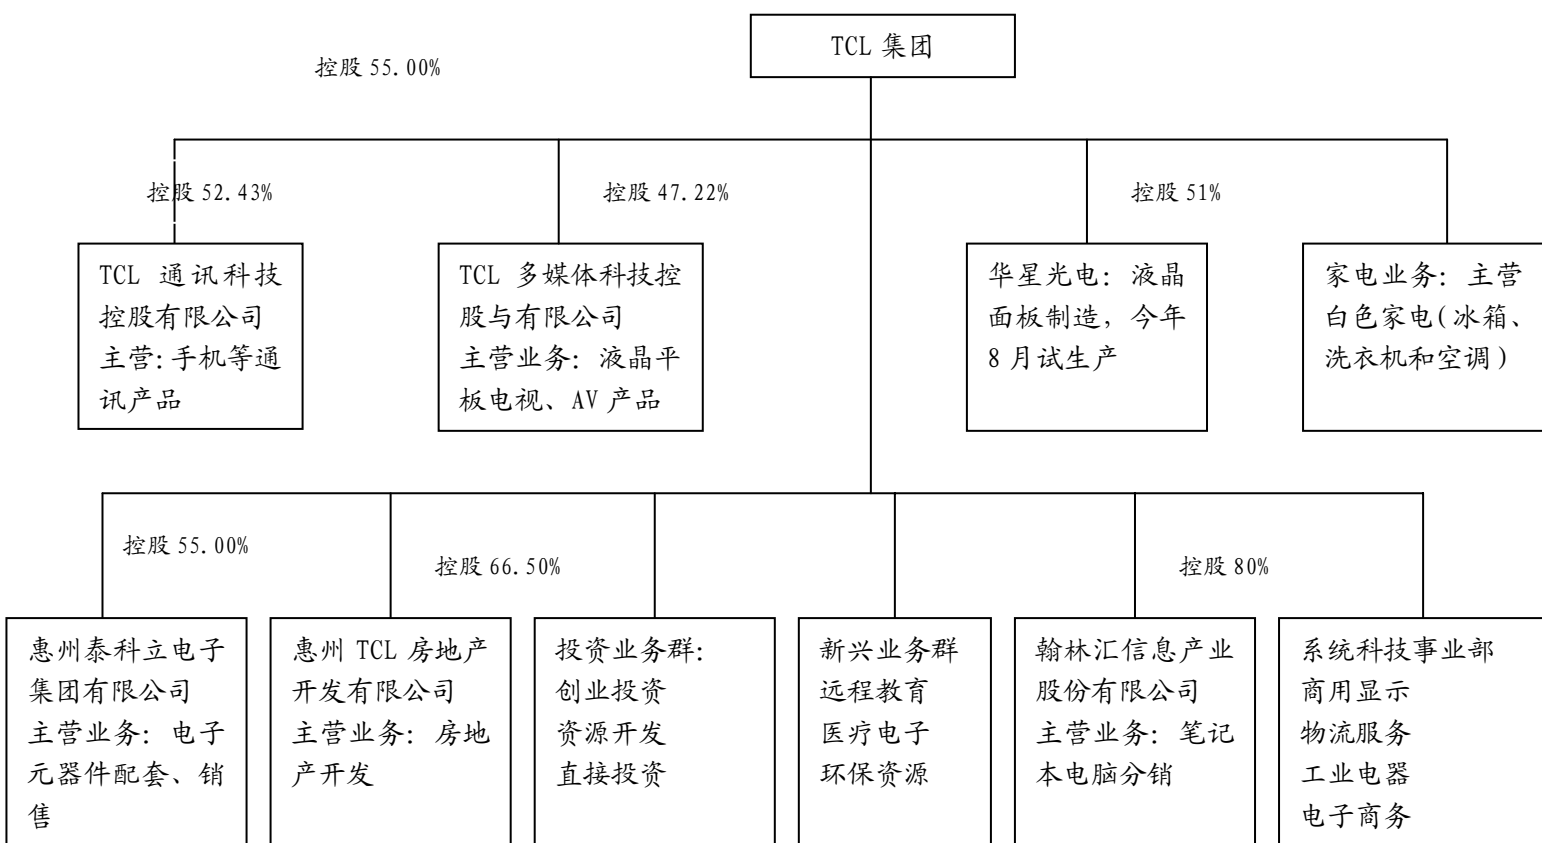 TCL 集团
控股 55.00%
控股 52.43%
控股 47.22%
控股 51%
TCL 通讯科技
控股有限公司
主营:手机等通
讯产品
TCL 多媒体科技控
股与有限公司
主营业务：液晶平
板电视、AV 产品
华星光电：液晶
面板制造，今年
8 月试生产
家电业务：主营
白色家电(冰箱、
洗衣机和空调)
控股 55.00%
控股 66.50%
控股 80%
惠州泰科立电子
集团有限公司
主营业务：电子
元器件配套、销
售
惠州 TCL 房地产
开发有限公司
主营业务：房地
产开发
投资业务群：
创业投资
资源开发
直接投资
新兴业务群
远程教育
医疗电子
环保资源
翰林汇信息产业
股份有限公司
主营业务：笔记
本电脑分销
系统科技事业部
商用显示
物流服务
工业电器
电子商务